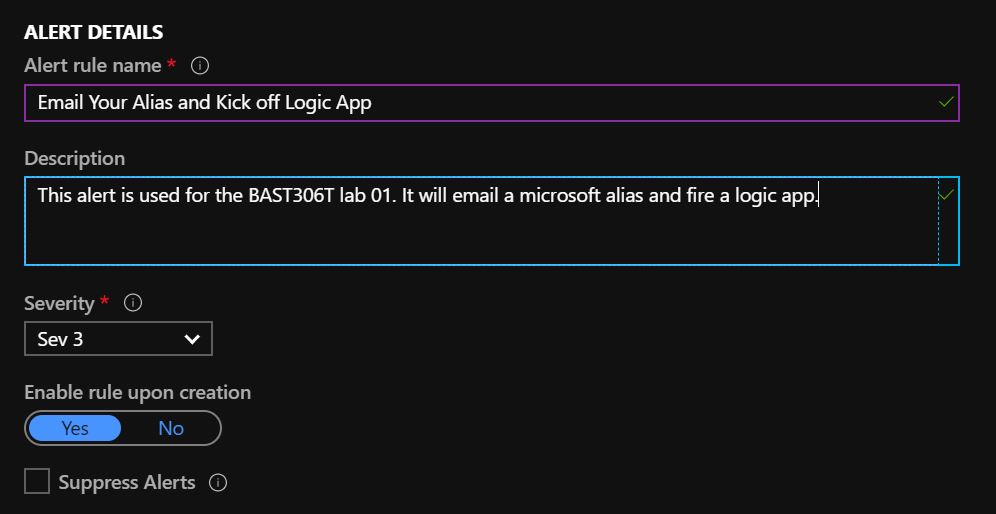 ALERT DETAILS
Alert rule name *
Email Your Alias and Kick off Logic App
Description
This alert is used for the BAST306T lab 01. It will email a microsoft alias and fire a logic app.
Severity *
Sev 3
Enable rule upon creation
Yes No
Suppress Alerts